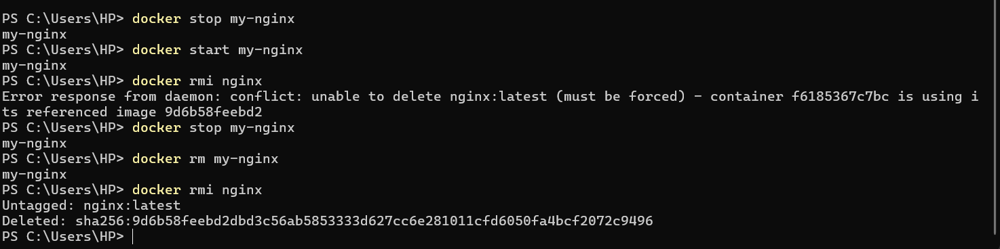 PS C:\Users\HP> docker stop my-nginx
my-nginx
PS C:\Users\HP> docker start my-nginx
my-nginx
PS C:\Users\HP> docker rmi nginx
Error response from daemon: conflict: unable to delete nginx:latest (must be forced) - container f6185367c7bc is using i
ts referenced image 9d6b58feebd2
PS C:\Users\HP> docker stop my-nginx
my-nginx
PS C:\Users\HP> docker rm my-nginx
my-nginx
PS C:\Users\HP> docker rmi nginx
Untagged: nginx:latest
Deleted: sha256:9d6b58feebd2dbd3c56ab5853333d627cc6e281011cfd6050fa4bcf2072c9496
PS C:\Users\HP>